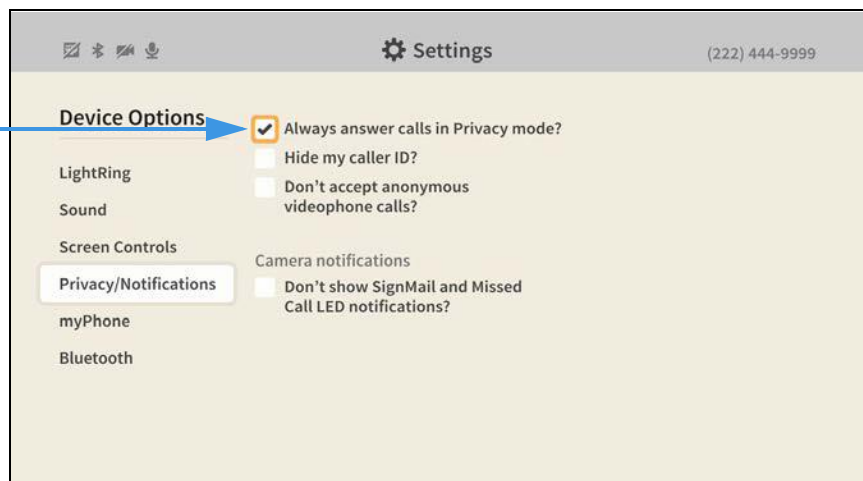 Settings
(222) 444-9999
Device Options
LightRing
Sound
Screen Controls
Privacy/Notifications
myPhone
Bluetooth
Always answer calls in Privacy mode?
Hide my caller ID?
Don't accept anonymous
videophone calls?
Camera notifications
Don't show SignMail and Missed
Call LED notifications?